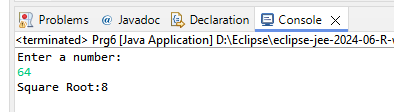 Problems @ Javadoc Declaration Console
<terminated> Prg6 [Java Application] D:\Eclipse\eclipse-jee-2024-06-R-w
Enter a number:
64
Square Root:8